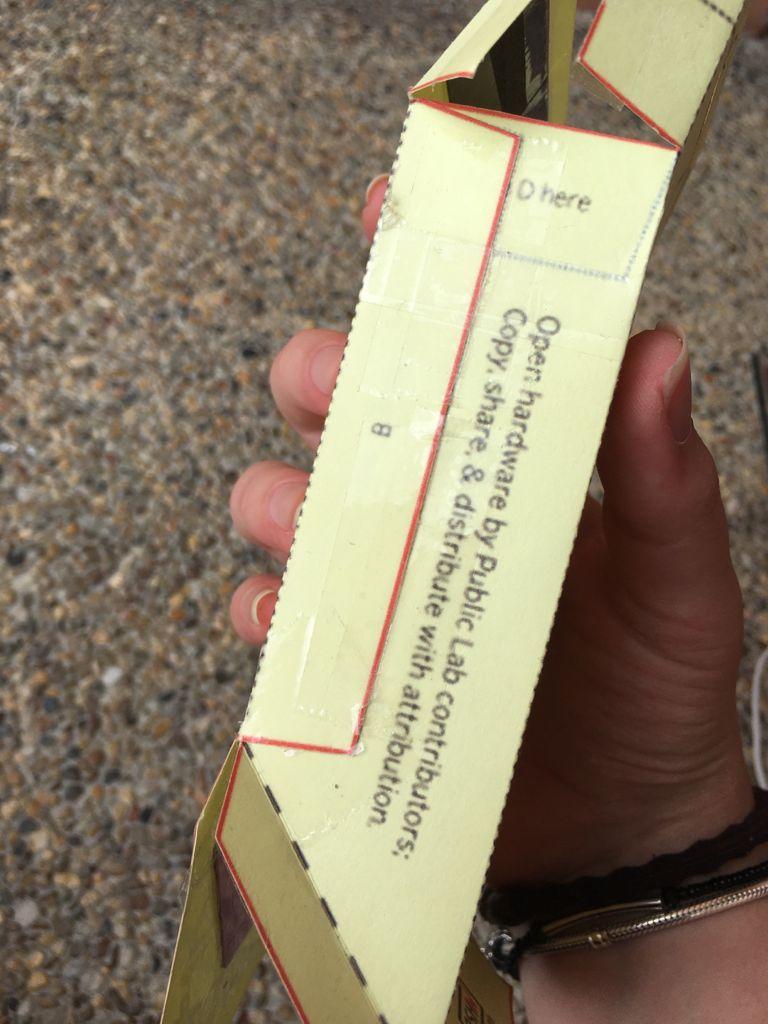 D here
Open hardware by Public Lab contributors;
Copy, share, & distribute with attribution.
B